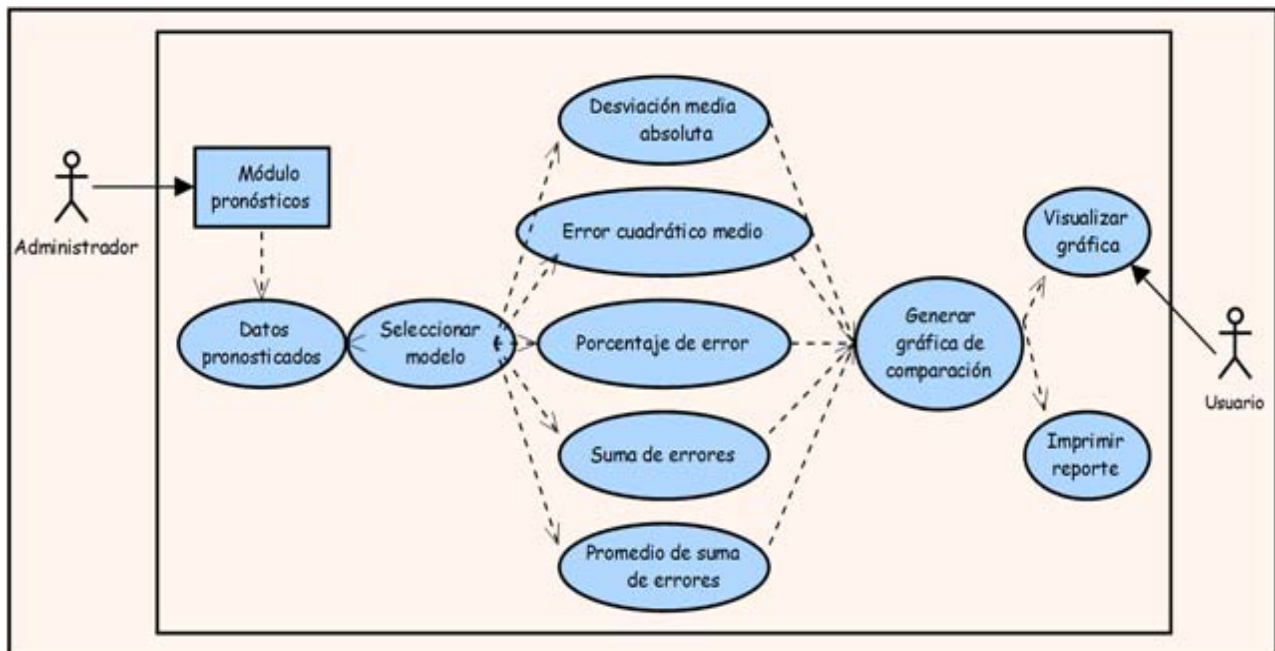 Desviación media
absoluta
Módulo
pronósticos
Administrador
Error cuadrático medio
Visualizar
gráfica
Datos
pronosticados
Seleccionar
modelo
Porcentaje de error
Generar
gráfica de
comparación
Usuario
Suma de errores
Imprimir
reporte
Promedio de suma
de errores